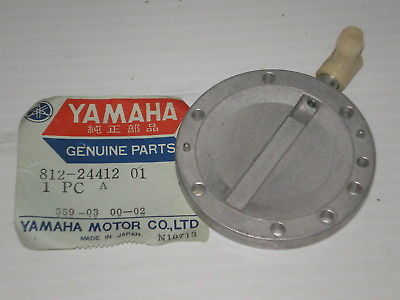 YAMAHA
純正部品
GENUINE PARTS
812-24412 01
1 PC A
559-03 00-02
YAMAHA MOTOR CO.,LTD
MADE IN JAPAN N10713